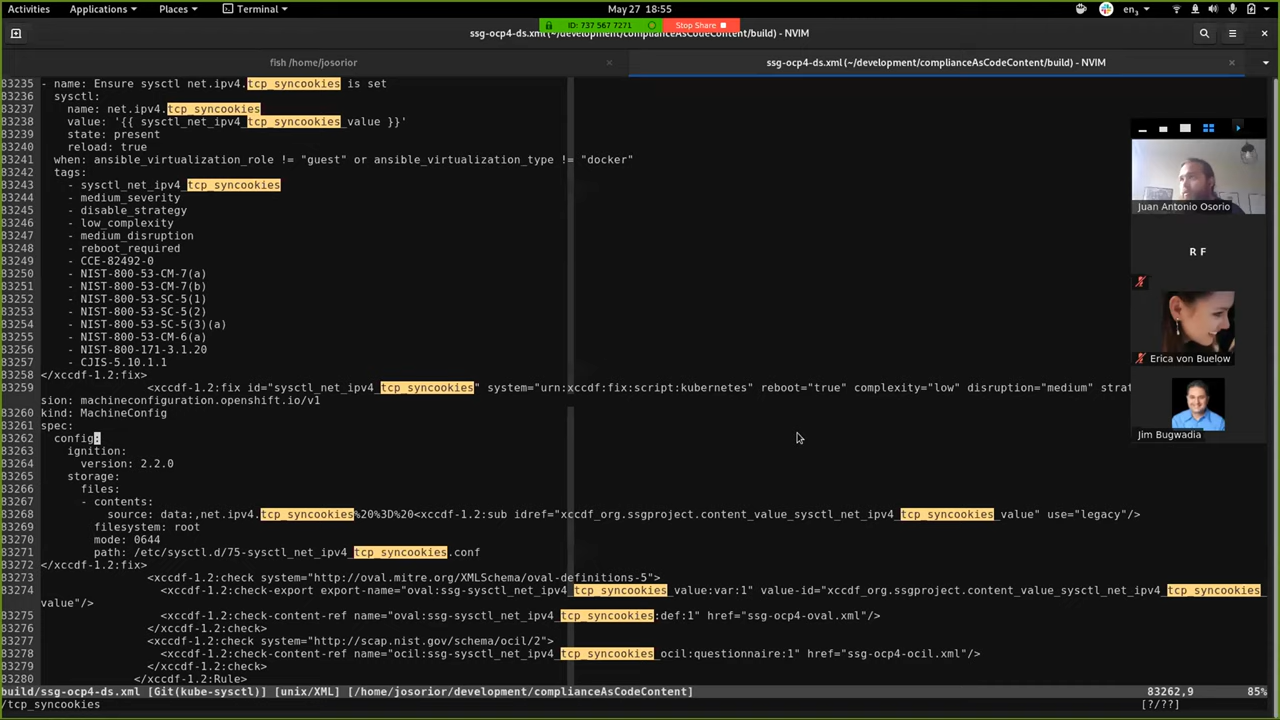 Activities Applications Places Terminal May 27 18:55 en₃
ID: 737 567 7271 Stop Share
ssg-ocp4-ds.xml (~/development/complianceAsCodeContent/build) - NVIM
fish /home/josorior × ssg-ocp4-ds.xml (~/development/complianceAsCodeContent/build) - NVIM ×
83235 - name: Ensure sysctl net.ipv4.tcp_syncookies is set
83236   sysctl:
83237     name: net.ipv4.tcp_syncookies
83238     value: '{{ sysctl_net_ipv4_tcp_syncookies_value }}'
83239     state: present
83240     reload: true
83241   when: ansible_virtualization_role != "guest" or ansible_virtualization_type != "docker"
83242   tags:
83243     - sysctl_net_ipv4_tcp_syncookies
83244     - medium_severity
83245     - disable_strategy
83246     - low_complexity
83247     - medium_disruption
83248     - reboot_required
83249     - CCE-82492-0
83250     - NIST-800-53-CM-7(a)
83251     - NIST-800-53-CM-7(b)
83252     - NIST-800-53-SC-5(1)
83253     - NIST-800-53-SC-5(2)
83254     - NIST-800-53-SC-5(3)(a)
83255     - NIST-800-53-CM-6(a)
83256     - NIST-800-171-3.1.20
83257     - CJIS-5.10.1.1
83258 </xccdf-1.2:fix>
83259                  <xccdf-1.2:fix id="sysctl_net_ipv4_tcp_syncookies" system="urn:xccdf:fix:script:kubernetes" reboot="true" complexity="low" disruption="medium" strat
sion: machineconfiguration.openshift.io/v1
83260 kind: MachineConfig
83261 spec:
83262   config:
83263     ignition:
83264       version: 2.2.0
83265     storage:
83266       files:
83267       - contents:
83268           source: data:,net.ipv4.tcp_syncookies%20%3D%20<xccdf-1.2:sub idref="xccdf_org.ssgproject.content_value_sysctl_net_ipv4_tcp_syncookies_value" use="legacy"/>
83269         filesystem: root
83270         mode: 0644
83271         path: /etc/sysctl.d/75-sysctl_net_ipv4_tcp_syncookies.conf
83272 </xccdf-1.2:fix>
83273                  <xccdf-1.2:check system="http://oval.mitre.org/XMLSchema/oval-definitions-5">
83274                    <xccdf-1.2:check-export export-name="oval:ssg-sysctl_net_ipv4_tcp_syncookies_value:var:1" value-id="xccdf_org.ssgproject.content_value_sysctl_net_ipv4_tcp_syncookies_
value"/>
83275                    <xccdf-1.2:check-content-ref name="oval:ssg-sysctl_net_ipv4_tcp_syncookies:def:1" href="ssg-ocp4-oval.xml"/>
83276                  </xccdf-1.2:check>
83277                  <xccdf-1.2:check system="http://scap.nist.gov/schema/ocil/2">
83278                    <xccdf-1.2:check-content-ref name="ocil:ssg-sysctl_net_ipv4_tcp_syncookies_ocil:questionnaire:1" href="ssg-ocp4-ocil.xml"/>
83279                  </xccdf-1.2:check>
83280                </xccdf-1.2:Rule>
build/ssg-ocp4-ds.xml [Git(kube-sysctl)] [unix/XML] [/home/josorior/development/complianceAsCodeContent] 83262,9 85%
/tcp_syncookies [?/??]
Juan Antonio Osorio
R F
Erica von Buelow
Jim Bugwadia